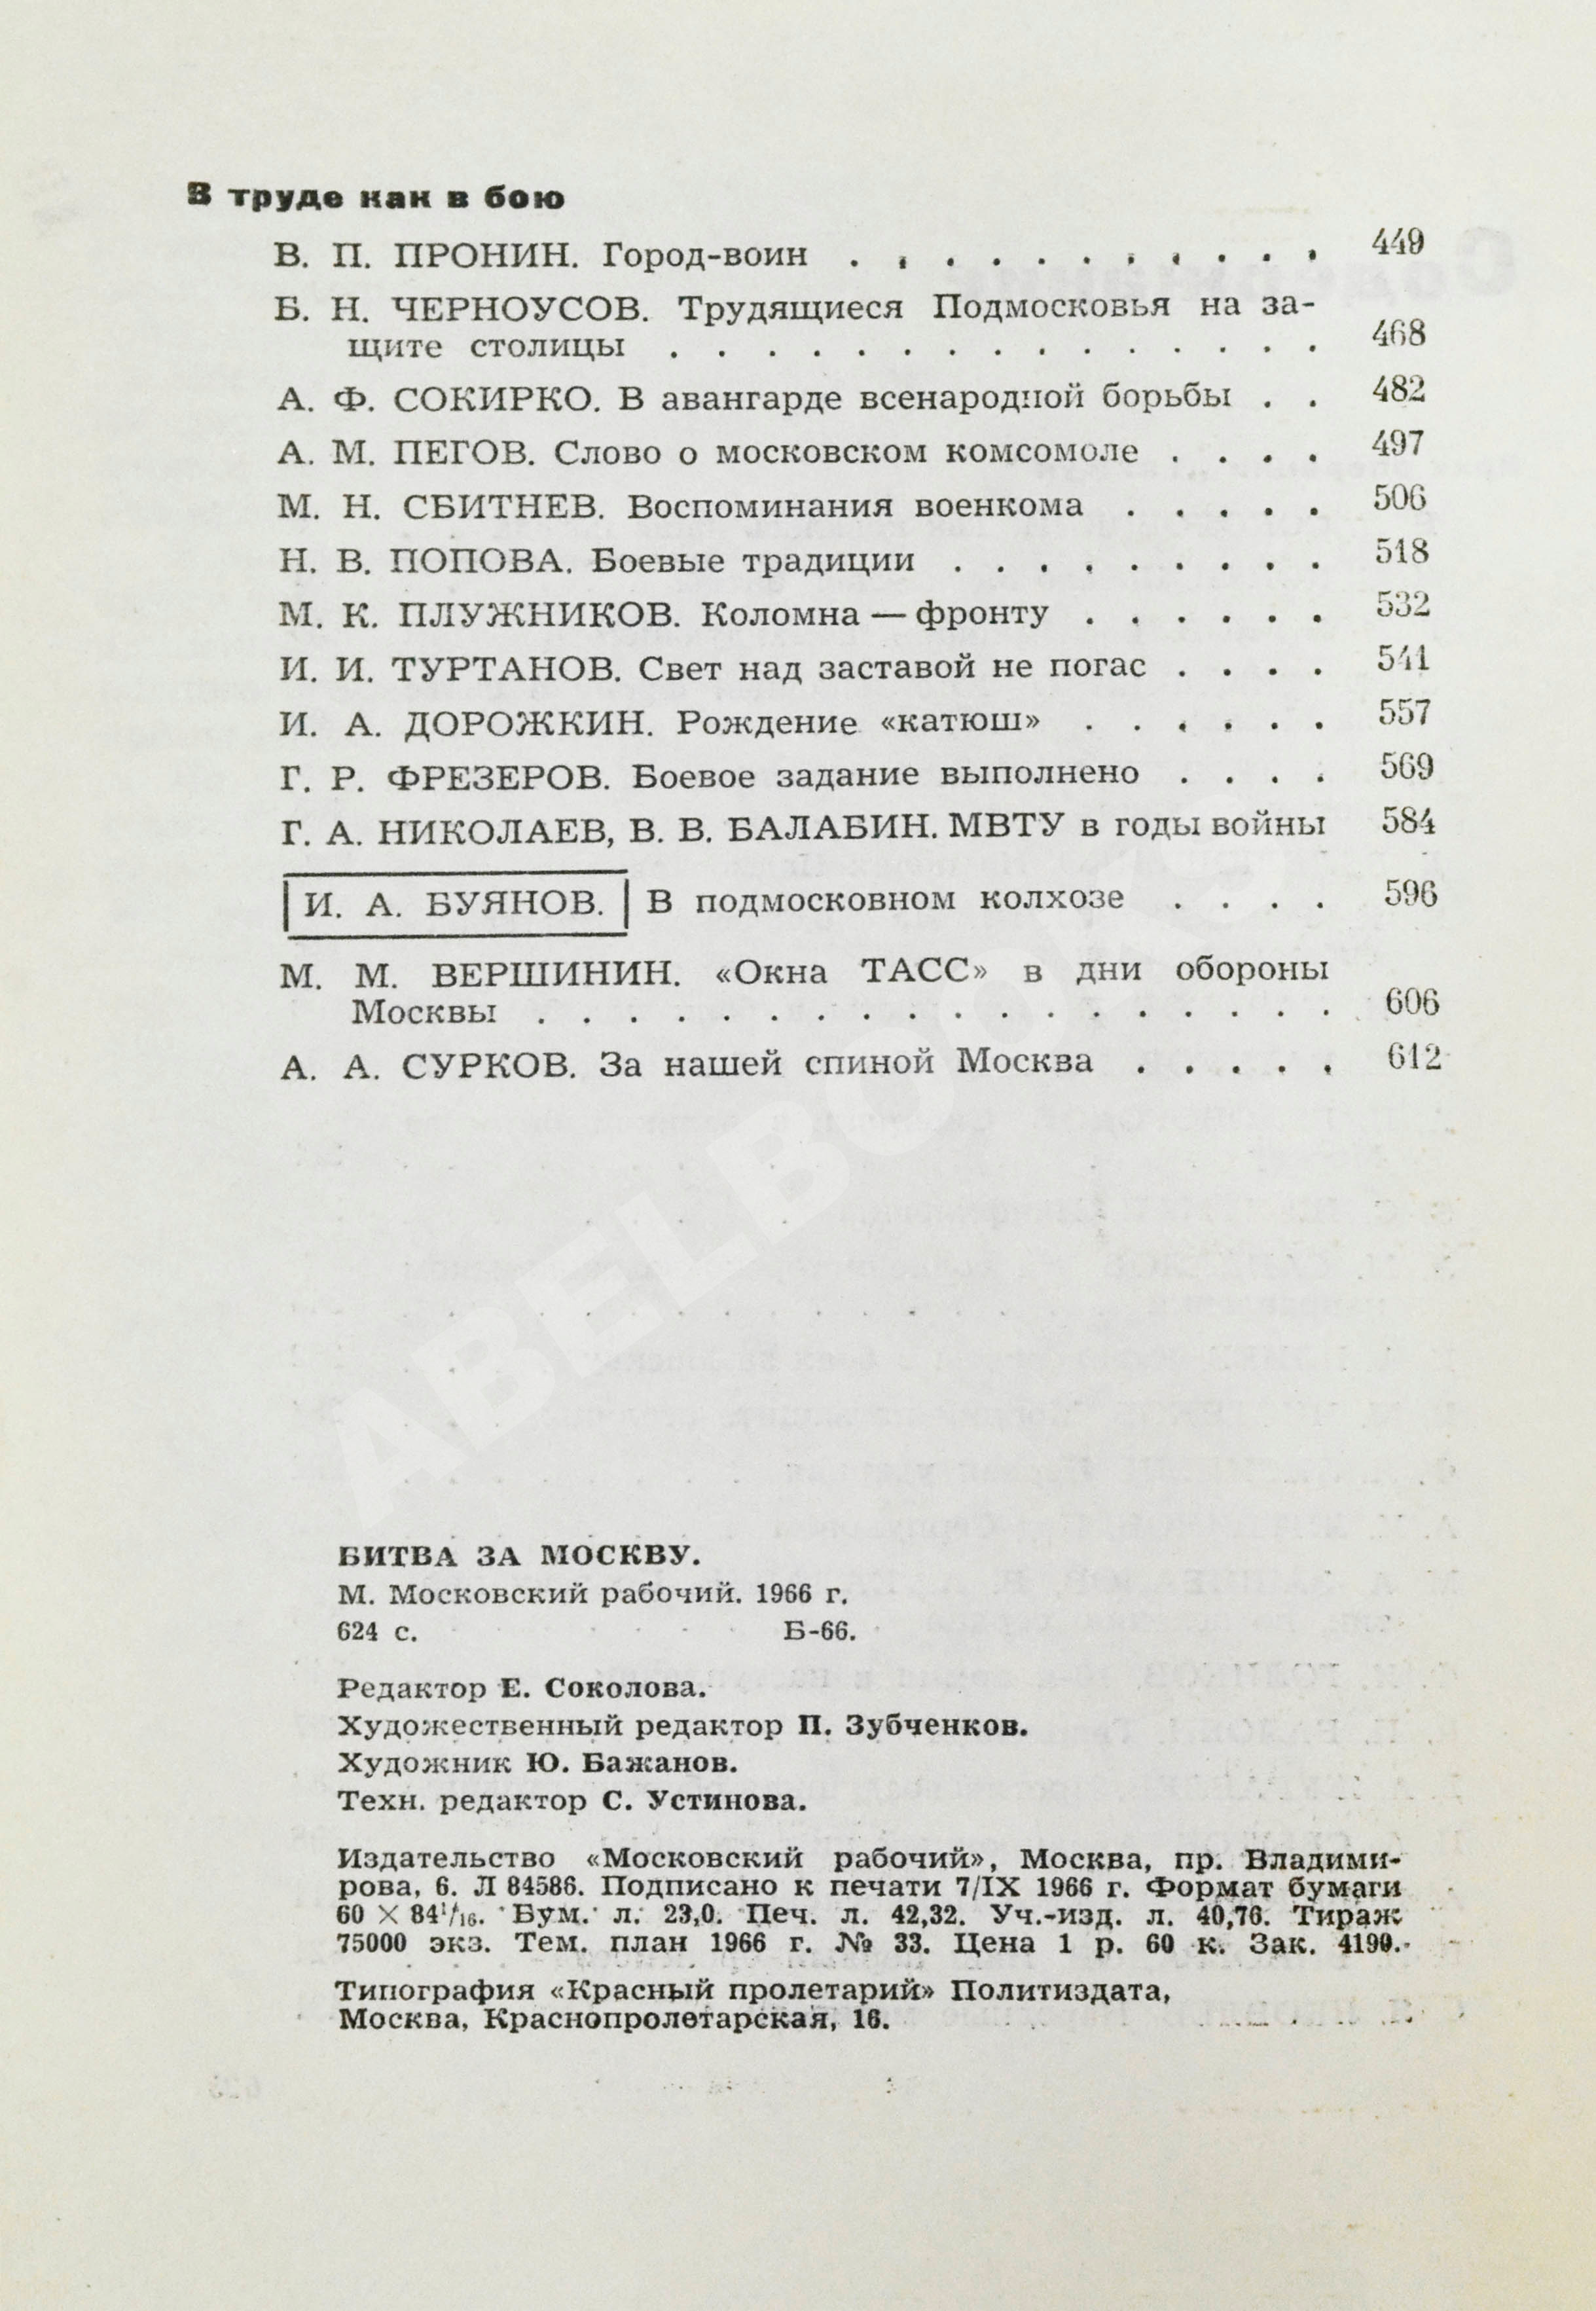 В труде как в бою
В. П. ПРОНИН. Город-воин . . . . . . . . . . . 449
Б. Н. ЧЕРНОУСОВ. Трудящиеся Подмосковья на за-
щите столицы . . . . . . . . . . . . . . . 468
А. Ф. СОКИРКО. В авангарде всенародной борьбы . . 482
А. М. ПЕГОВ. Слово о московском комсомоле . . . . 497
М. Н. СБИТНЕВ. Воспоминания военкома . . . . . 506
Н. В. ПОПОВА. Боевые традиции . . . . . . . . . 518
М. К. ПЛУЖНИКОВ. Коломна — фронту . . . . . . 532
И. И. ТУРТАНОВ. Свет над заставой не погас . . . . 541
И. А. ДОРОЖКИН. Рождение «катюш» . . . . . . 557
Г. Р. ФРЕЗЕРОВ. Боевое задание выполнено . . . . 569
Г. А. НИКОЛАЕВ, В. В. БАЛАБИН. МВТУ в годы войны 584
И. А. БУЯНОВ. В подмосковном колхозе . . . . 596
М. М. ВЕРШИНИН. «Окна ТАСС» в дни обороны
Москвы . . . . . . . . . . . . . . . . . . 606
А. А. СУРКОВ. За нашей спиной Москва . . . . . 612
ABELBOOKS
БИТВА ЗА МОСКВУ.
М. Московский рабочий. 1966 г.
624 с. Б-66.
Редактор Е. Соколова.
Художественный редактор П. Зубченков.
Художник Ю. Бажанов.
Техн. редактор С. Устинова.
Издательство «Московский рабочий», Москва, пр. Владими-
рова, 6. Л 84586. Подписано к печати 7/IX 1966 г. Формат бумаги
60 × 84¹/₁₆. Бум. л. 23,0. Печ. л. 42,32. Уч.-изд. л. 40,76. Тираж
75000 экз. Тем. план 1966 г. № 33. Цена 1 р. 60 к. Зак. 4190.
Типография «Красный пролетарий» Политиздата,
Москва, Краснопролетарская, 16.